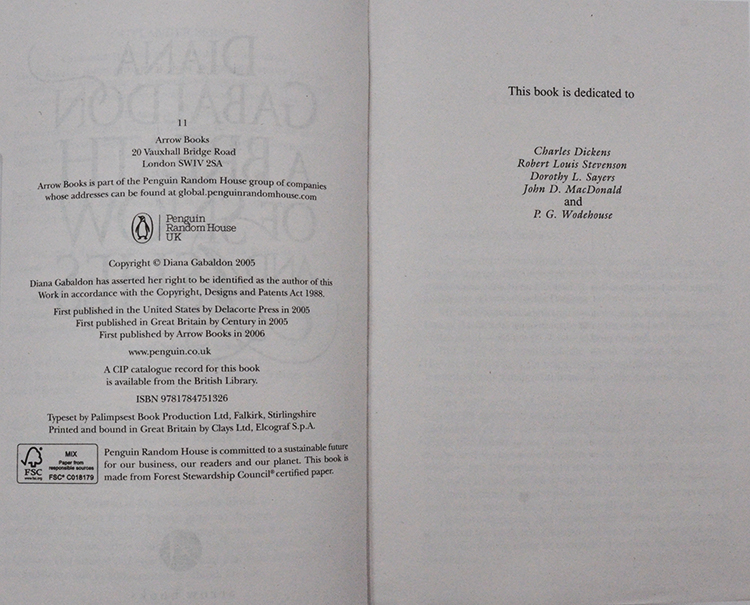 11
Arrow Books
20 Vauxhall Bridge Road
London SW1V 2SA
Arrow Books is part of the Penguin Random House group of companies
whose addresses can be found at global.penguinrandomhouse.com
Penguin
Random House
UK
Copyright © Diana Gabaldon 2005
Diana Gabaldon has asserted her right to be identified as the author of this
Work in accordance with the Copyright, Designs and Patents Act 1988.
First published in the United States by Delacorte Press in 2005
First published in Great Britain by Century in 2005
First published by Arrow Books in 2006
www.penguin.co.uk
A CIP catalogue record for this book
is available from the British Library.
ISBN 9781784751326
Typeset by Palimpsest Book Production Ltd, Falkirk, Stirlingshire
Printed and bound in Great Britain by Clays Ltd, Elcograf S.p.A.
FSC
www.fsc.org
MIX
Paper from
responsible sources
FSC® C018179
Penguin Random House is committed to a sustainable future
for our business, our readers and our planet. This book is
made from Forest Stewardship Council® certified paper.
This book is dedicated to
Charles Dickens
Robert Louis Stevenson
Dorothy L. Sayers
John D. MacDonald
and
P. G. Wodehouse